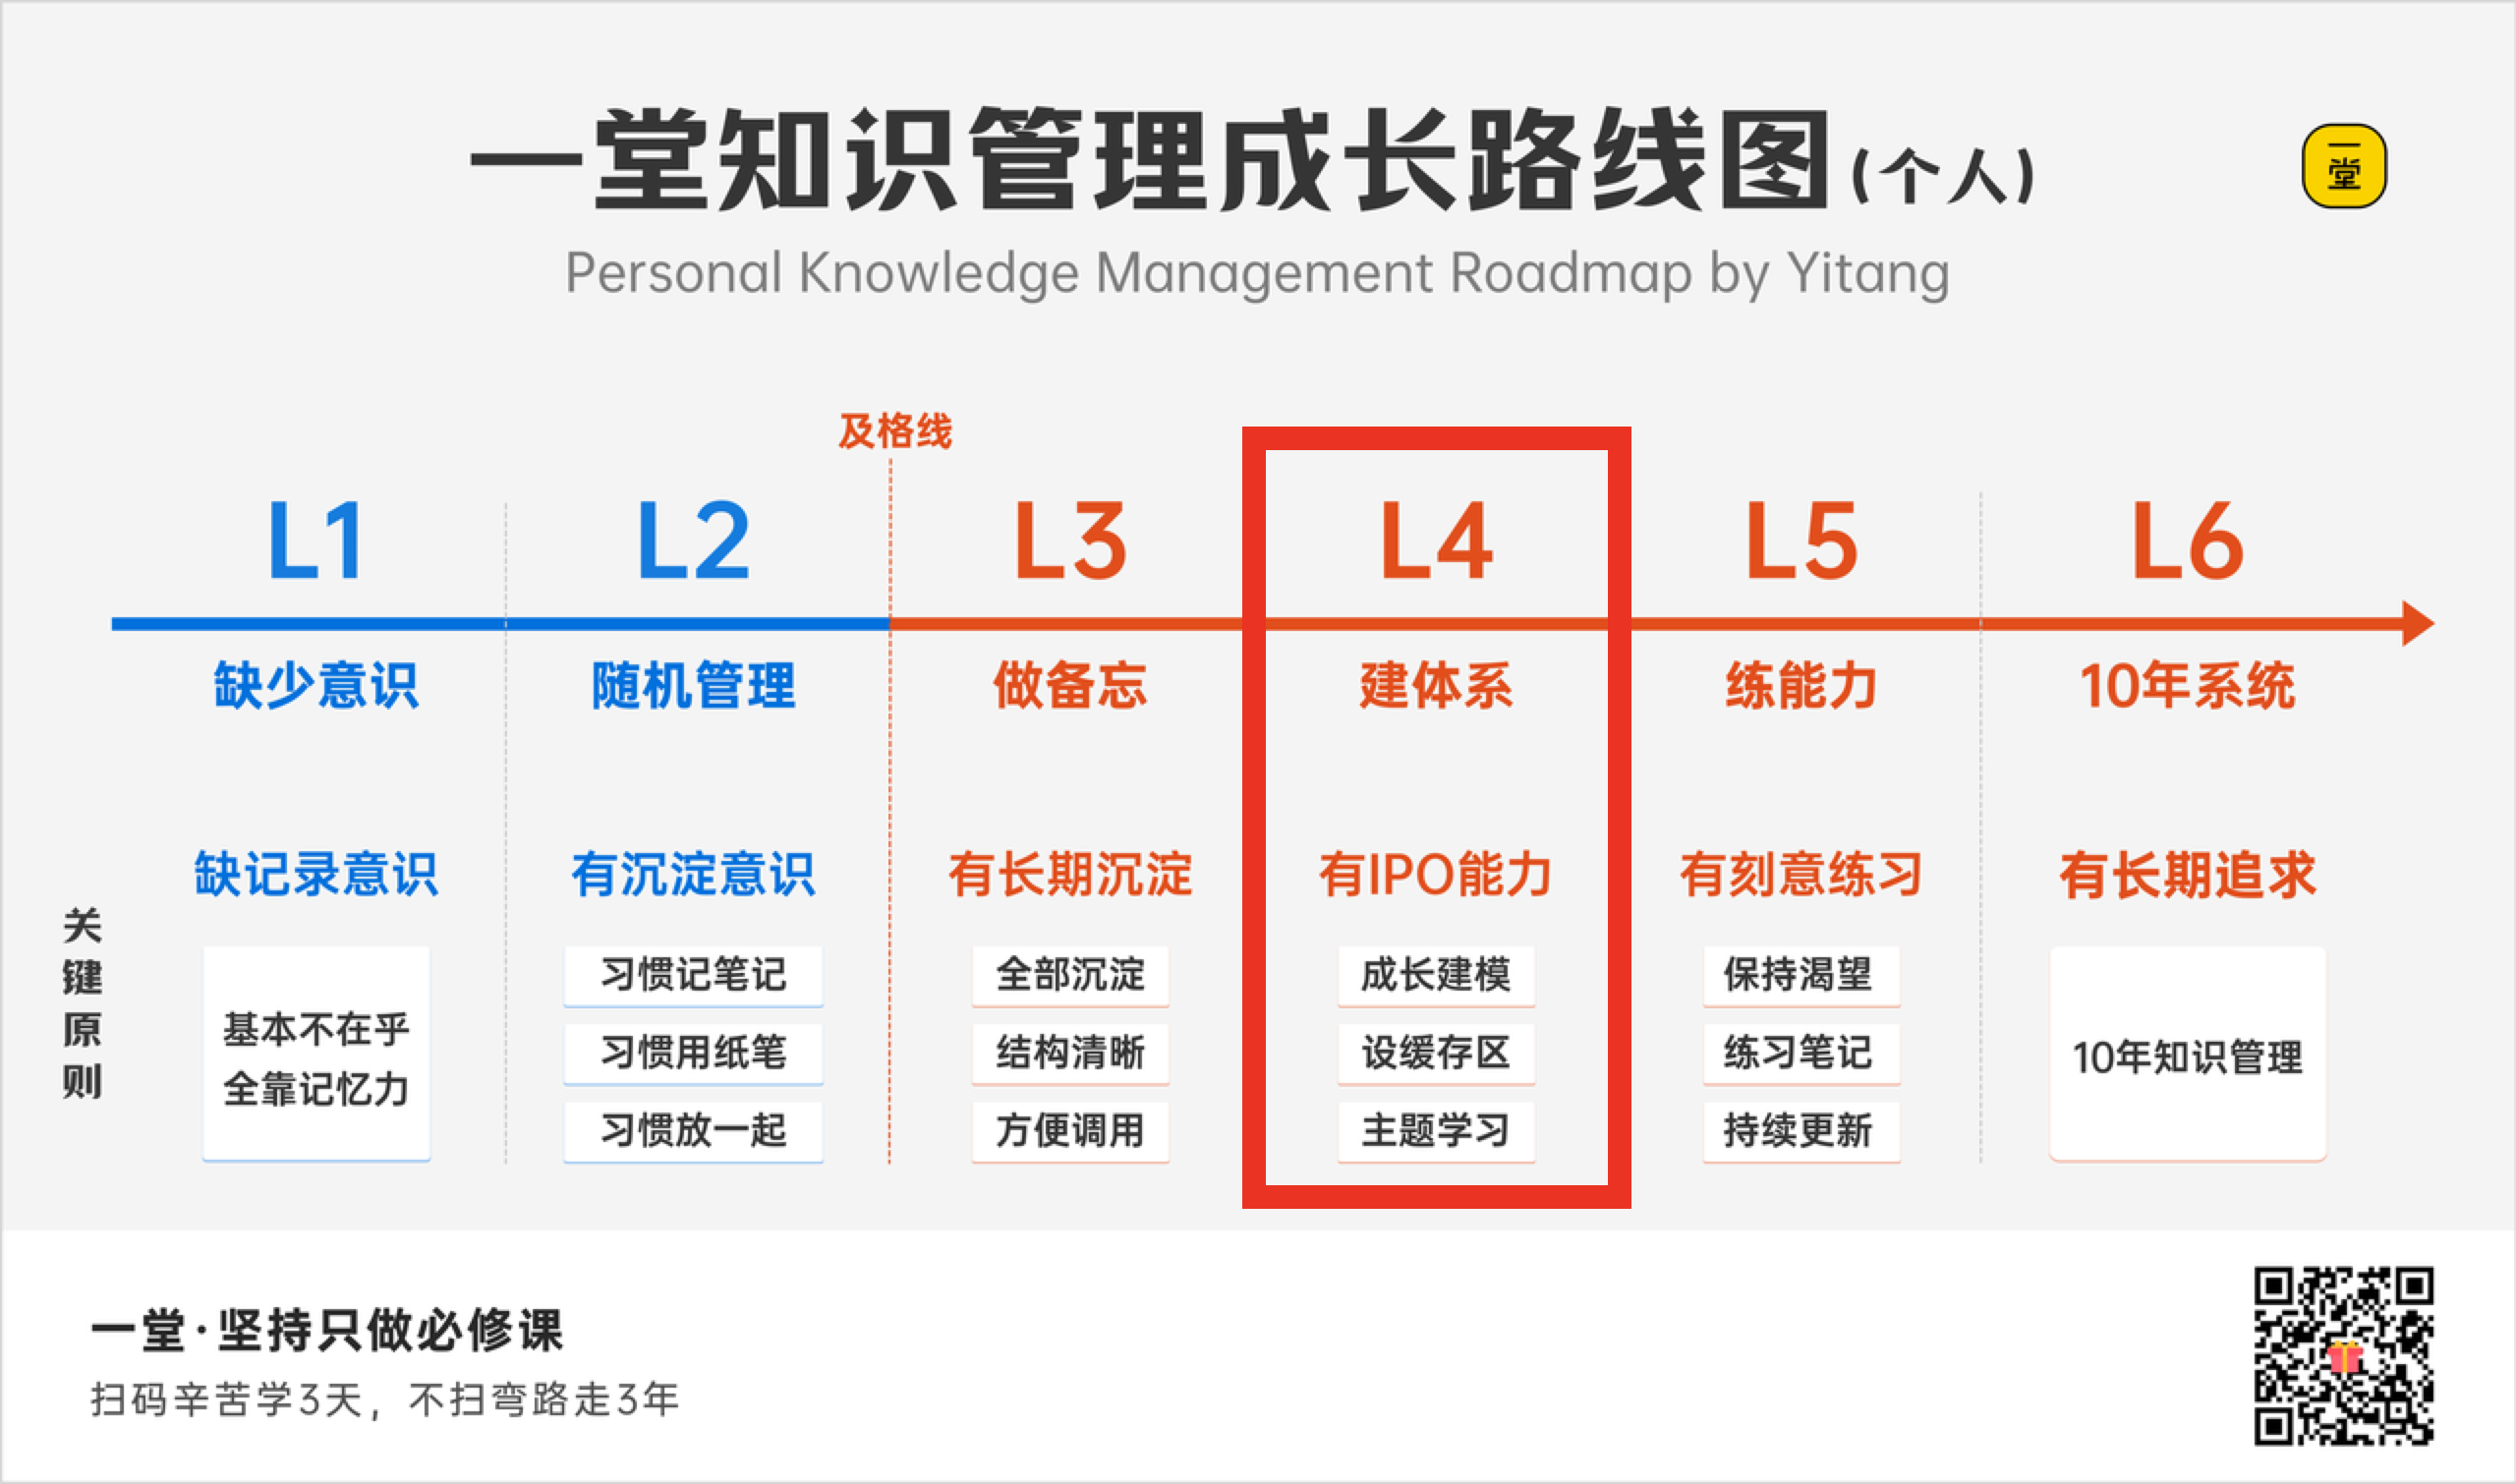 一堂知识管理成长路线图(个人)
一堂
Personal Knowledge Management Roadmap by Yitang
及格线
L1 L2 L3 L4 L5 L6
缺少意识 随机管理 做备忘 建体系 练能力 10年系统
缺记录意识 有沉淀意识 有长期沉淀 有IPO能力 有刻意练习 有长期追求
关键原则
基本不在乎
全靠记忆力
习惯记笔记
习惯用纸笔
习惯放一起
全部沉淀
结构清晰
方便调用
成长建模
设缓存区
主题学习
保持渴望
练习笔记
持续更新
10年知识管理
一堂·坚持只做必修课
扫码辛苦学3天，不扫弯路走3年